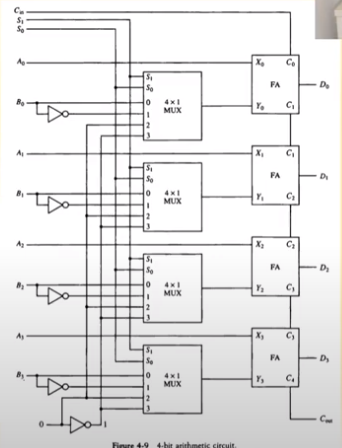 C_in
S_1
S_0
A_0 X_0 C_0
S_1
S_0 4 × 1 FA D_0
B_0 0 MUX Y_0 C_1
1
2
3
A_1 X_1 C_1
S_1
S_0 4 × 1 FA D_1
B_1 0 MUX Y_1 C_2
1
2
3
A_2 X_2 C_2
S_1
S_0 4 × 1 FA D_2
B_2 0 MUX Y_2 C_3
1
2
3
A_3 X_3 C_3
S_1
S_0 4 × 1 FA D_3
B_3 0 MUX Y_3 C_4
1
2
3
0 1 C_out
Figure 4-9 4-bit arithmetic circuit.